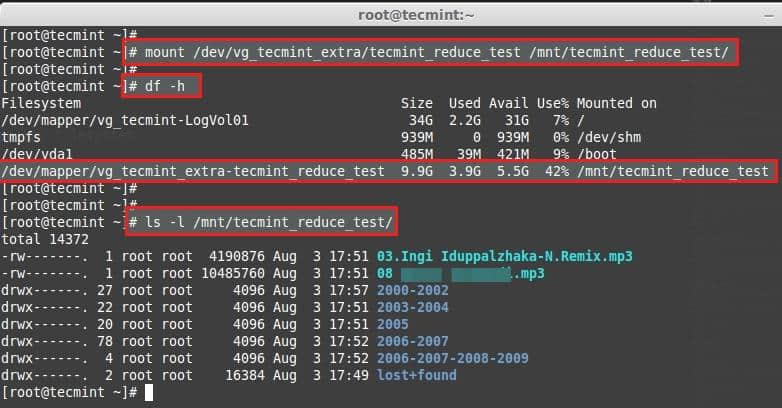 root@tecmint:~
[root@tecmint ~]#
[root@tecmint ~]# mount /dev/vg_tecmint_extra/tecmint_reduce_test /mnt/tecmint_reduce_test/
[root@tecmint ~]#
[root@tecmint ~]# df -h
Filesystem Size Used Avail Use% Mounted on
/dev/mapper/vg_tecmint-LogVol01 34G 2.2G 31G 7% /
tmpfs 939M 0 939M 0% /dev/shm
/dev/vda1 485M 39M 421M 9% /boot
/dev/mapper/vg_tecmint_extra-tecmint_reduce_test 9.9G 3.9G 5.5G 42% /mnt/tecmint_reduce_test
[root@tecmint ~]#
[root@tecmint ~]#
[root@tecmint ~]# ls -l /mnt/tecmint_reduce_test/
total 14372
-rw-------. 1 root root 4190876 Aug 3 17:51 03.Ingi Iduppalzhaka-N.Remix.mp3
-rw-------. 1 root root 10485760 Aug 3 17:51 08 .mp3
drwx------. 27 root root 4096 Aug 3 17:57 2000-2002
drwx------. 22 root root 4096 Aug 3 17:51 2003-2004
drwx------. 20 root root 4096 Aug 3 17:51 2005
drwx------. 78 root root 4096 Aug 3 17:52 2006-2007
drwx------. 4 root root 4096 Aug 3 17:52 2006-2007-2008-2009
drwx------. 2 root root 16384 Aug 3 17:49 lost+found
[root@tecmint ~]#